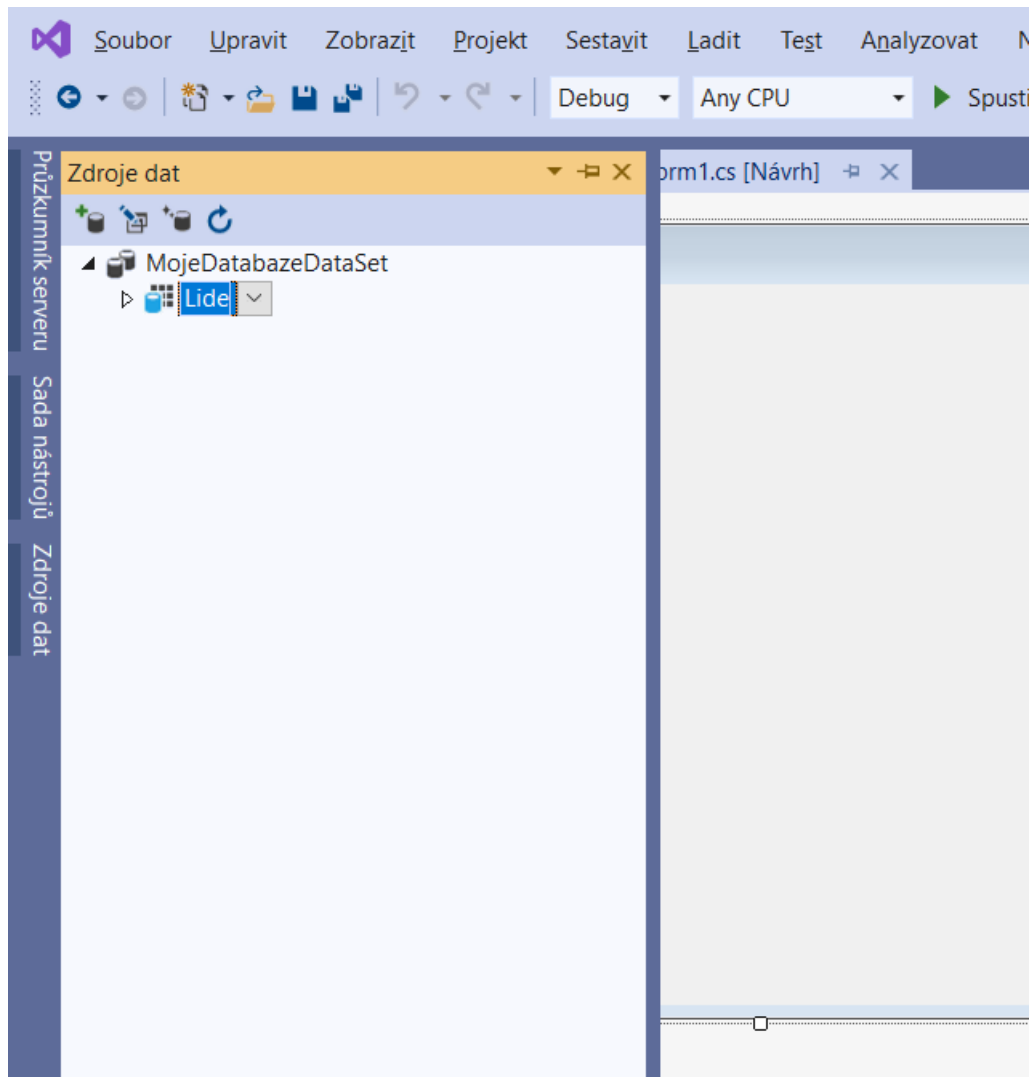 Soubor Upravit Zobrazit Projekt Sestavit Ladit Test Analyzovat
Debug Any CPU
Průzkumník serveru
Sada nástrojů
Zdroje dat
Zdroje dat
MojeDatabazeDataSet
Lide
orm1.cs [Návrh]